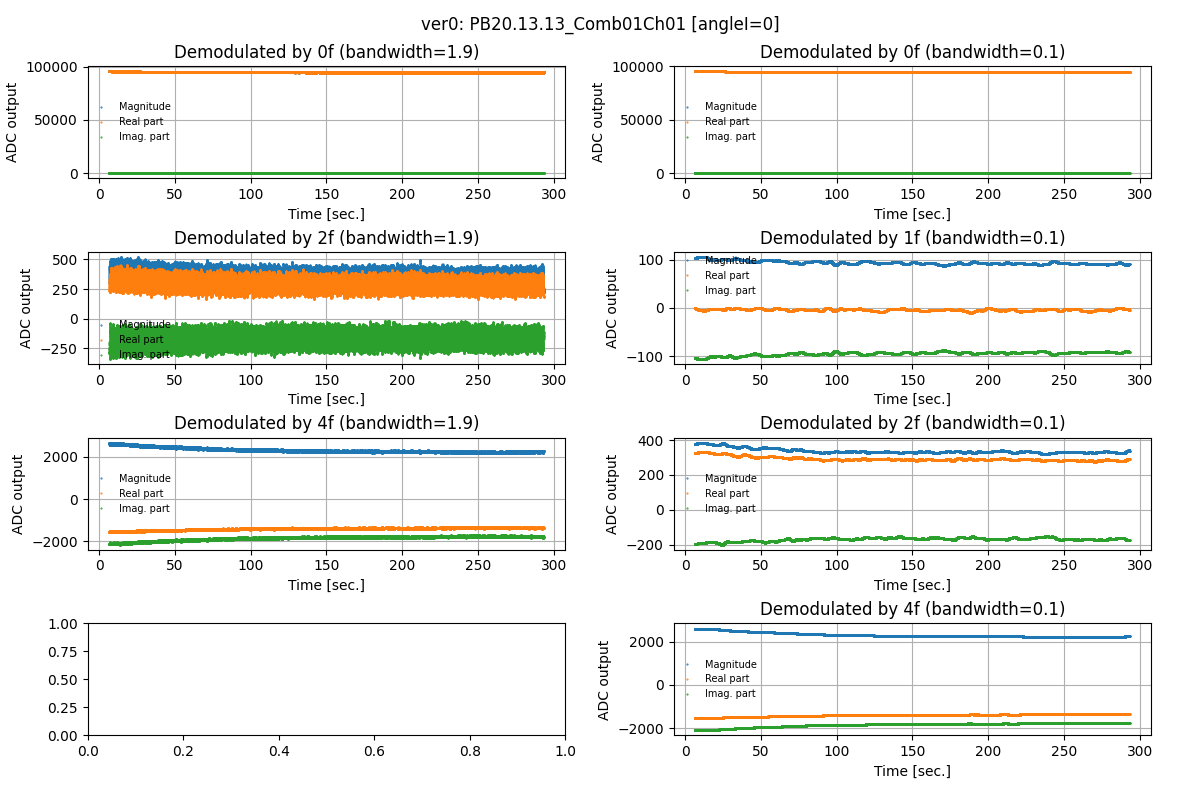 ver0: PB20.13.13_Comb01Ch01 [angleI=0]
Demodulated by 0f (bandwidth=1.9)
ADC output
100000
50000
0
Magnitude
Real part
Imag. part
0 50 100 150 200 250 300
Time [sec.]
Demodulated by 0f (bandwidth=0.1)
ADC output
100000
50000
0
Magnitude
Real part
Imag. part
0 50 100 150 200 250 300
Time [sec.]
Demodulated by 2f (bandwidth=1.9)
ADC output
500
250
0
−250
Magnitude
Real part
Imag. part
0 50 100 150 200 250 300
Time [sec.]
Demodulated by 1f (bandwidth=0.1)
ADC output
100
0
−100
Magnitude
Real part
Imag. part
0 50 100 150 200 250 300
Time [sec.]
Demodulated by 4f (bandwidth=1.9)
ADC output
2000
0
−2000
Magnitude
Real part
Imag. part
0 50 100 150 200 250 300
Time [sec.]
Demodulated by 2f (bandwidth=0.1)
ADC output
400
200
0
−200
Magnitude
Real part
Imag. part
0 50 100 150 200 250 300
Time [sec.]
1.00
0.75
0.50
0.25
0.00
0.0 0.2 0.4 0.6 0.8 1.0
Demodulated by 4f (bandwidth=0.1)
ADC output
2000
0
−2000
Magnitude
Real part
Imag. part
0 50 100 150 200 250 300
Time [sec.]